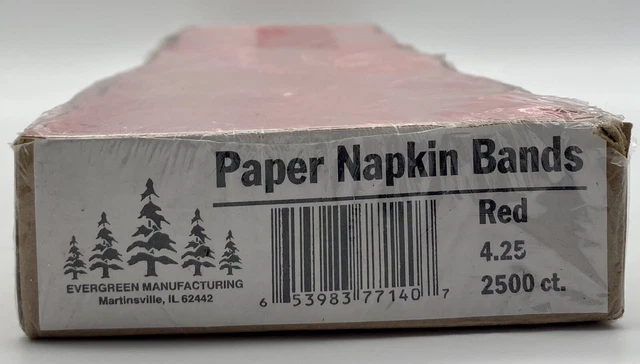 Paper Napkin Bands
Red
4.25
2500 ct.
EVERGREEN MANUFACTURING
Martinsville, IL 62442
6 53983 77140 7